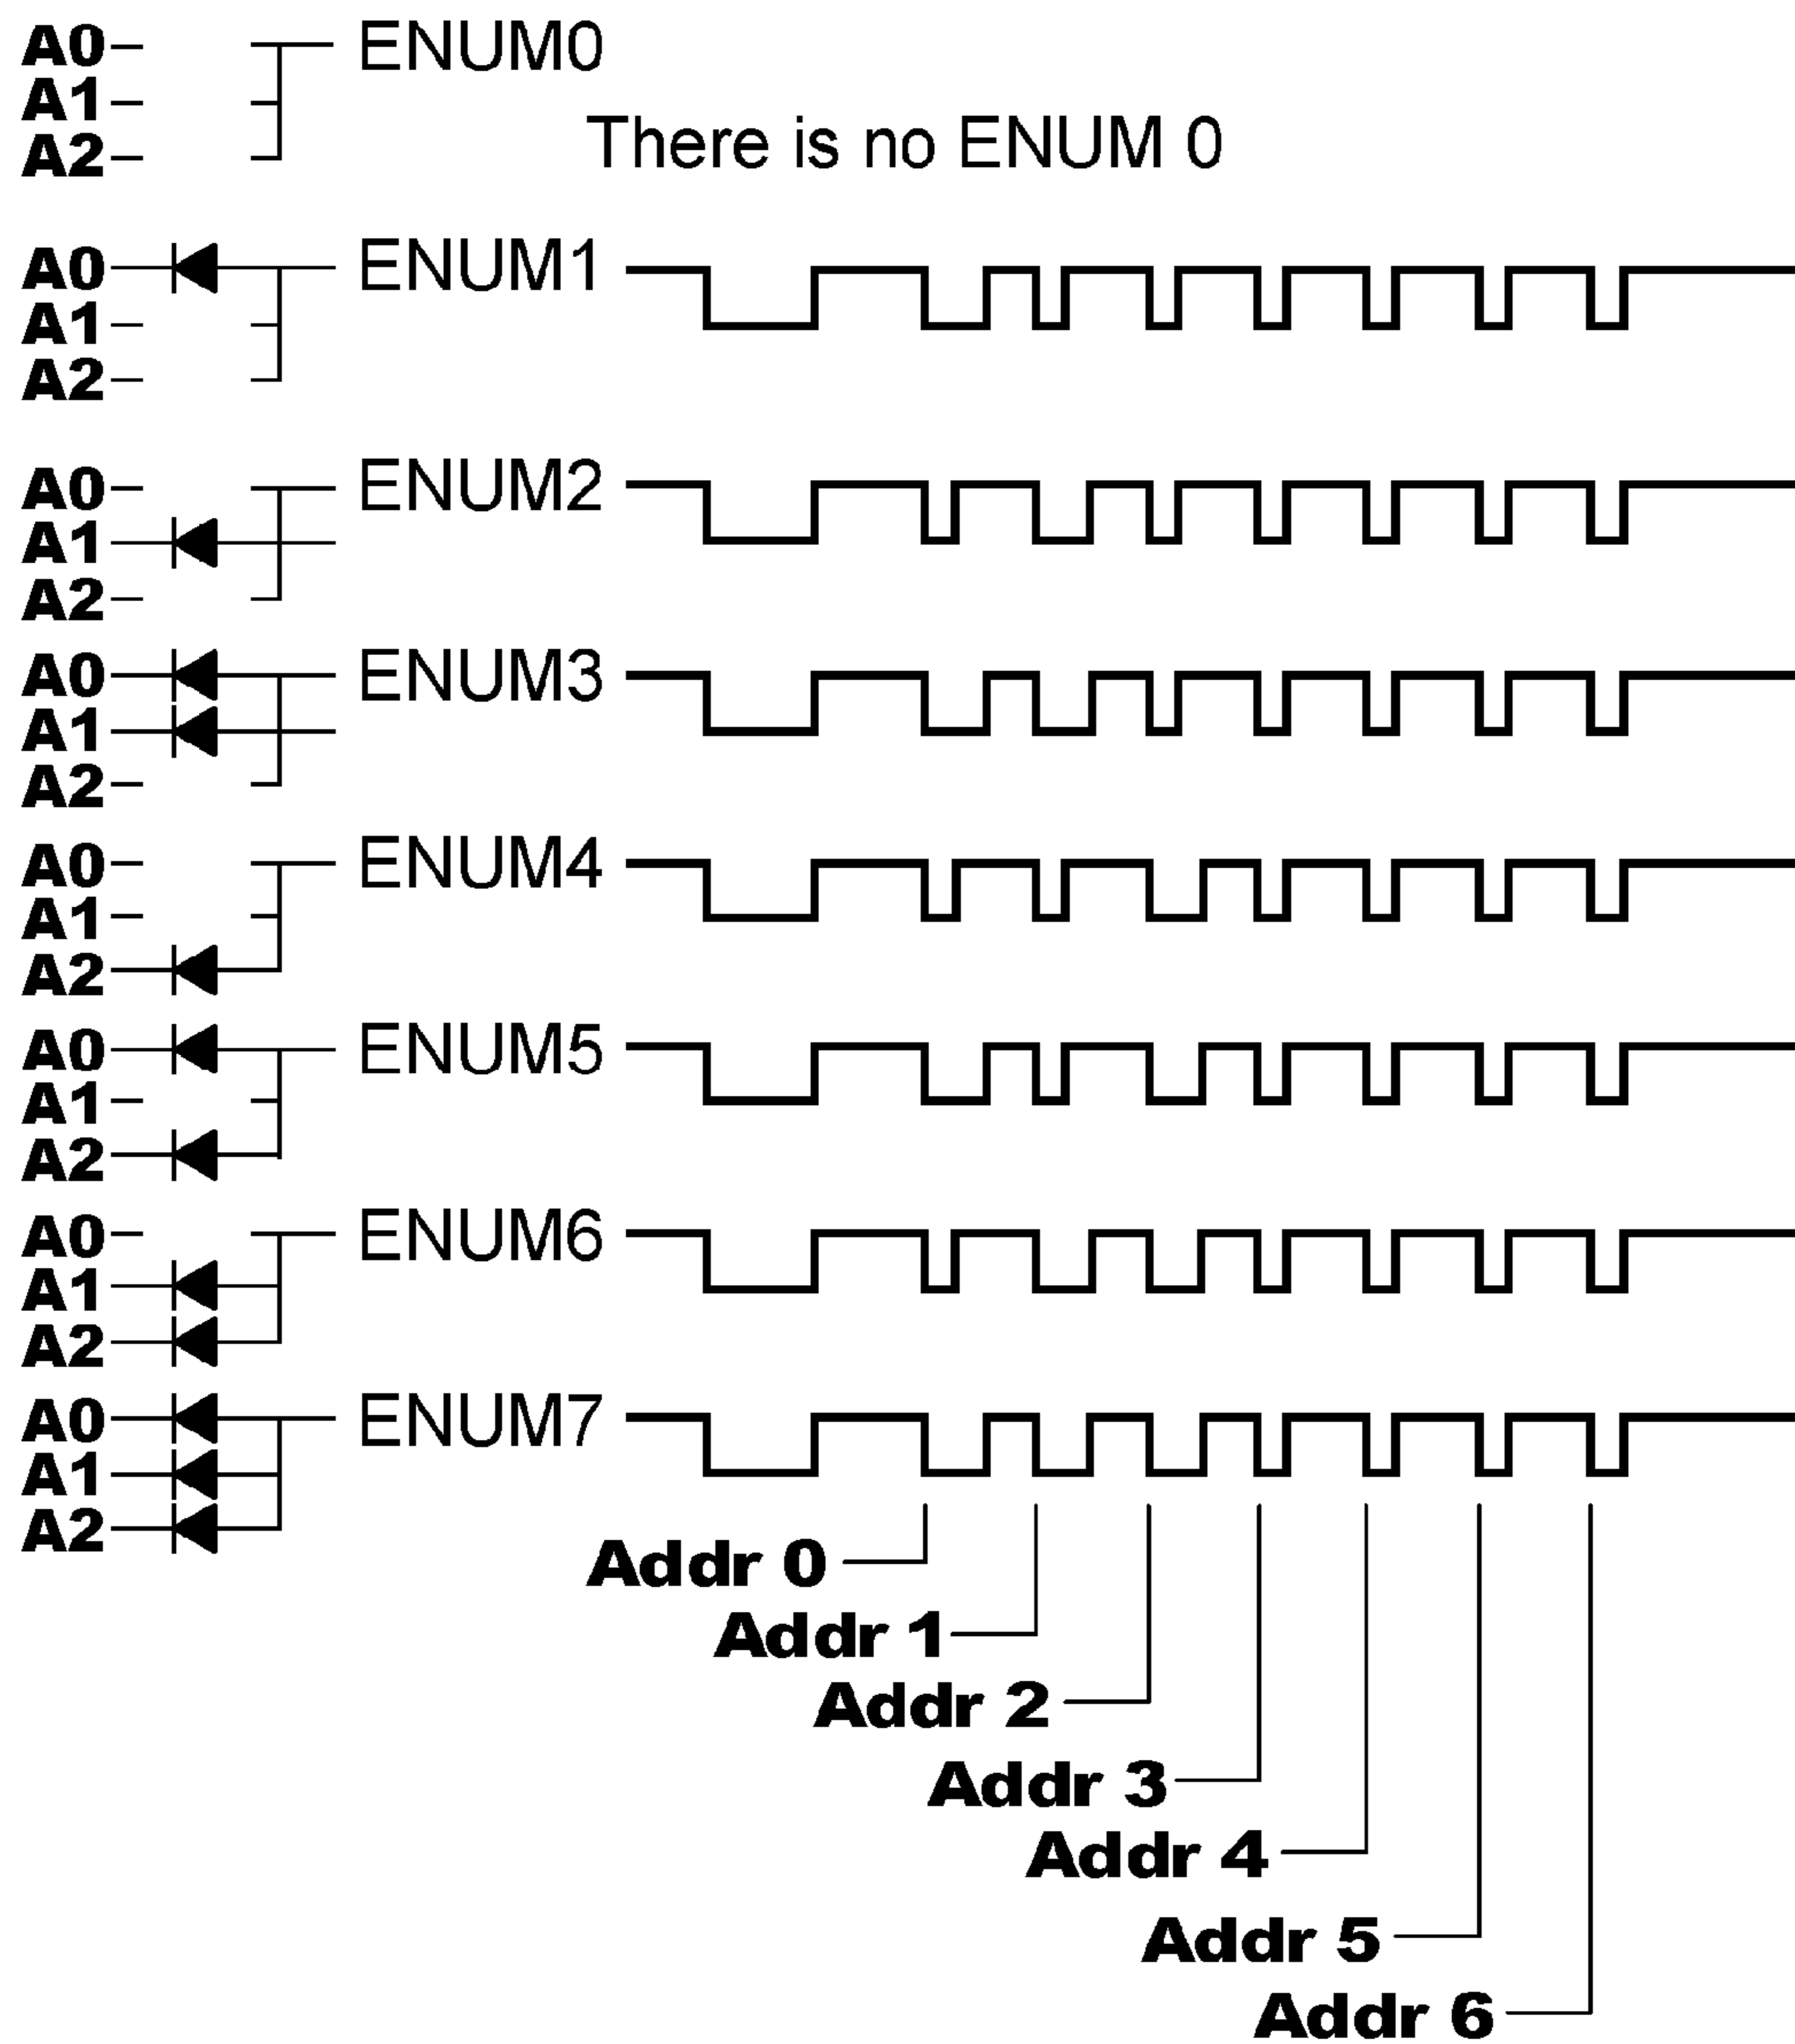 A0 ENUM0
A1
There is no ENUM 0
A2
A0 ENUM1
A1
A2
A0 ENUM2
A1
A2
A0 ENUM3
A1
A2
A0 ENUM4
A1
A2
A0 ENUM5
A1
A2
A0 ENUM6
A1
A2
A0 ENUM7
A1
A2
Addr 0
Addr 1
Addr 2
Addr 3
Addr 4
Addr 5
Addr 6